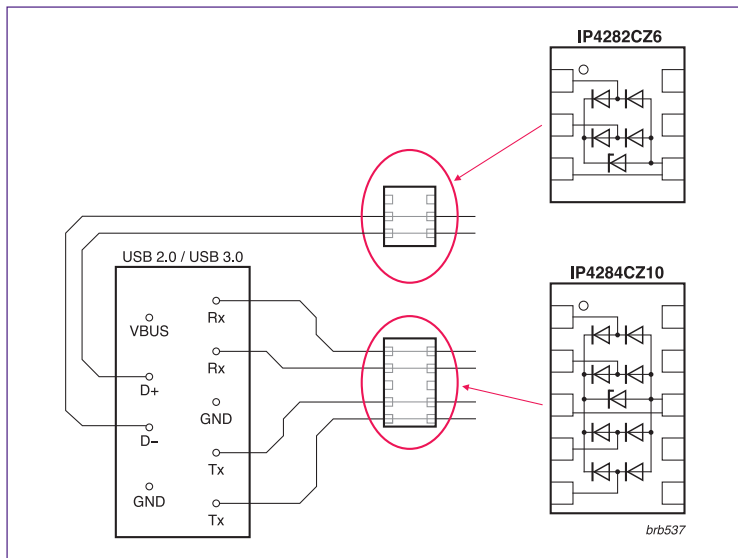 IP4282CZ6
USB 2.0 / USB 3.0
Rx
VBUS
Rx
D+
GND
D−
Tx
GND
Tx
IP4284CZ10
brb537